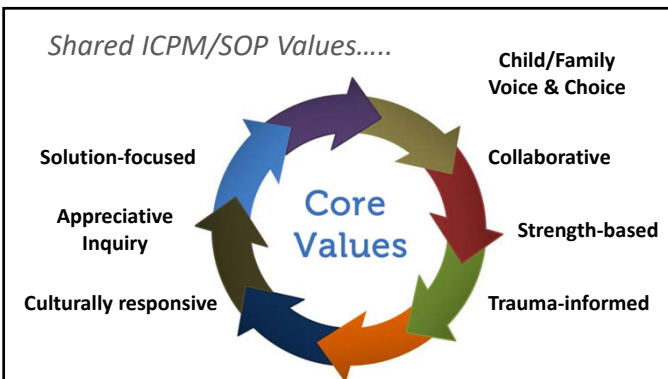 Shared ICPM/SOP Values.....
Child/Family
Voice & Choice
Solution-focused
Collaborative
Core
Values
Appreciative
Inquiry
Strength-based
Culturally responsive
Trauma-informed